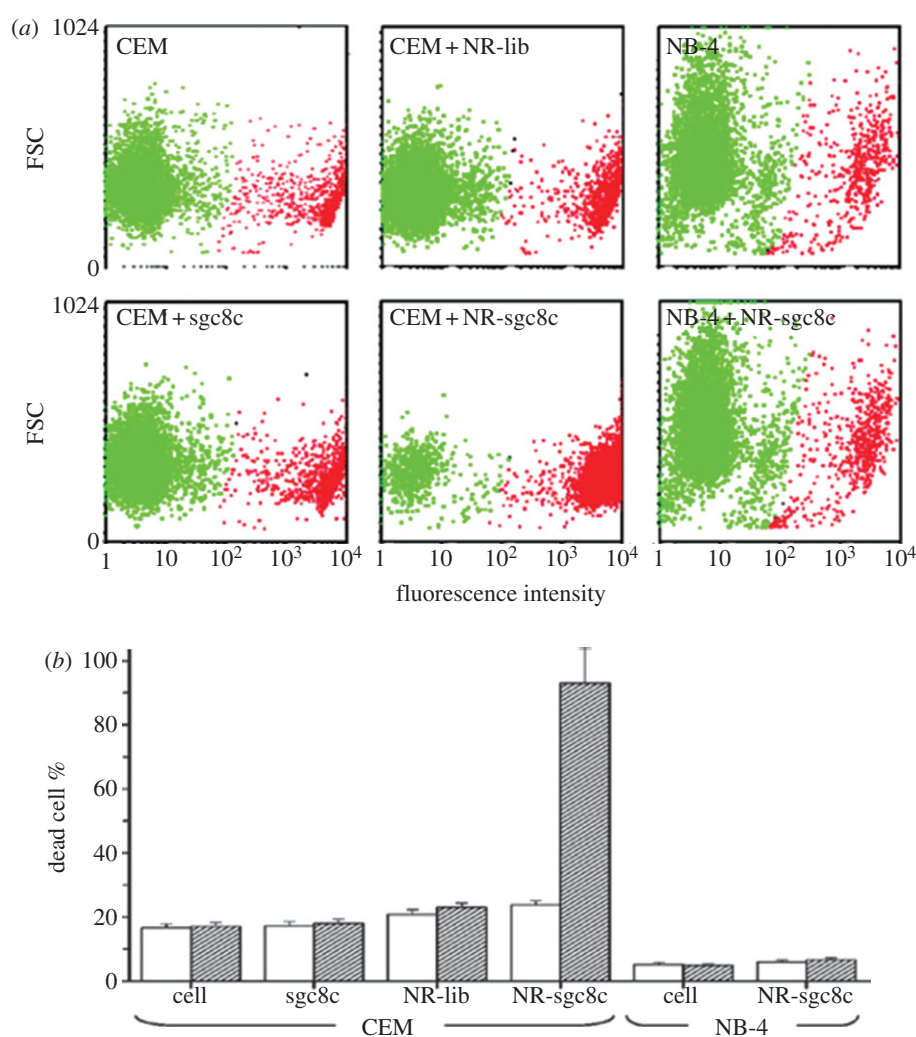 (a)
1024
CEM
CEM + NR-lib
NB-4
FSC
0
1024
CEM + sgc8c
CEM + NR-sgc8c
NB-4 + NR-sgc8c
FSC
0
1 10 10² 10³ 10⁴ 1 10 10² 10³ 10⁴ 1 10 10² 10³ 10⁴
fluorescence intensity
(b)
100
80
60
40
20
0
dead cell %
cell sgc8c NR-lib NR-sgc8c cell NR-sgc8c
CEM NB-4